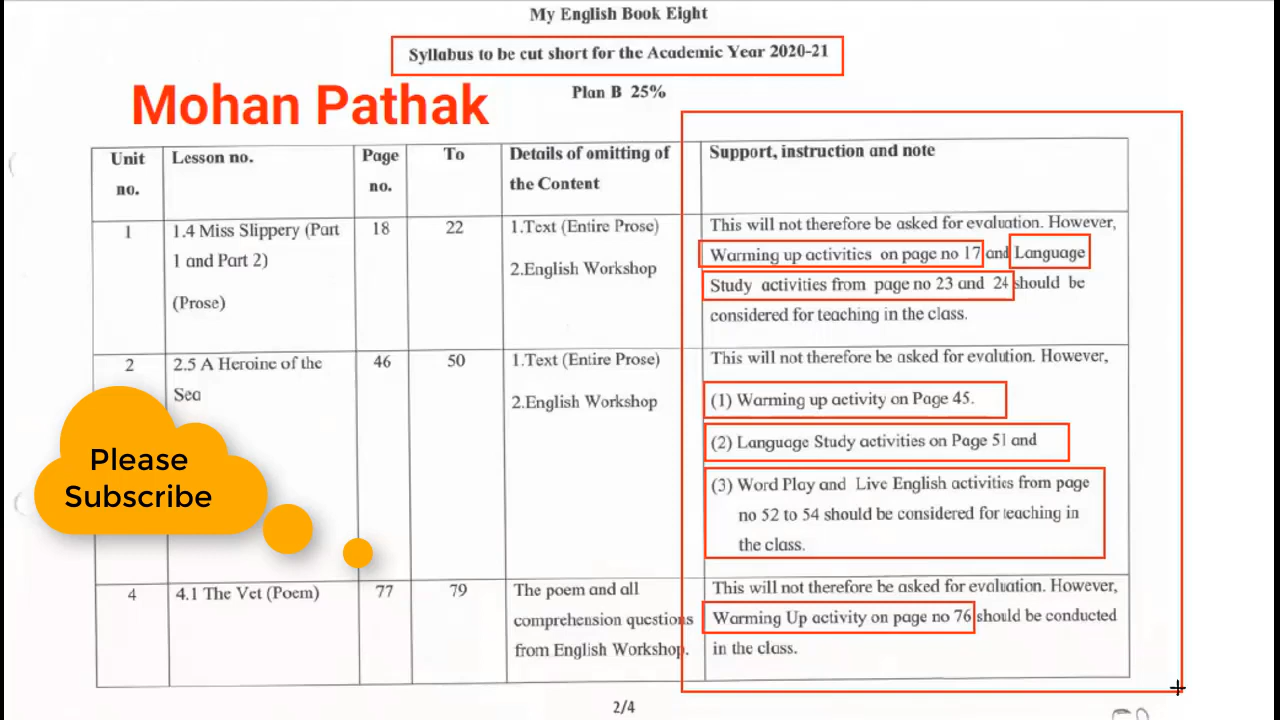 My English Book Eight
Syllabus to be cut short for the Academic Year 2020-21
Mohan Pathak
Plan B 25%
Unit no.
Lesson no.
Page no.
To
Details of omitting of the Content
Support, instruction and note
1
1.4 Miss Slippery (Part
1 and Part 2)
(Prose)
18
22
1.Text (Entire Prose)
2.English Workshop
This will not therefore be asked for evaluation. However,
Warming up activities on page no 17 and Language
Study activities from page no 23 and 24 should be
considered for teaching in the class.
2
2.5 A Heroine of the
Sea
46
50
1.Text (Entire Prose)
2.English Workshop
This will not therefore be asked for evalution. However,
(1) Warming up activity on Page 45.
(2) Language Study activities on Page 51 and
(3) Word Play and Live English activities from page
no 52 to 54 should be considered for teaching in
the class.
Please
Subscribe
4
4.1 The Vet (Poem)
77
79
The poem and all
comprehension questions
from English Workshop.
This will not therefore be asked for evaluation. However,
Warming Up activity on page no 76 should be conducted
in the class.
2/4